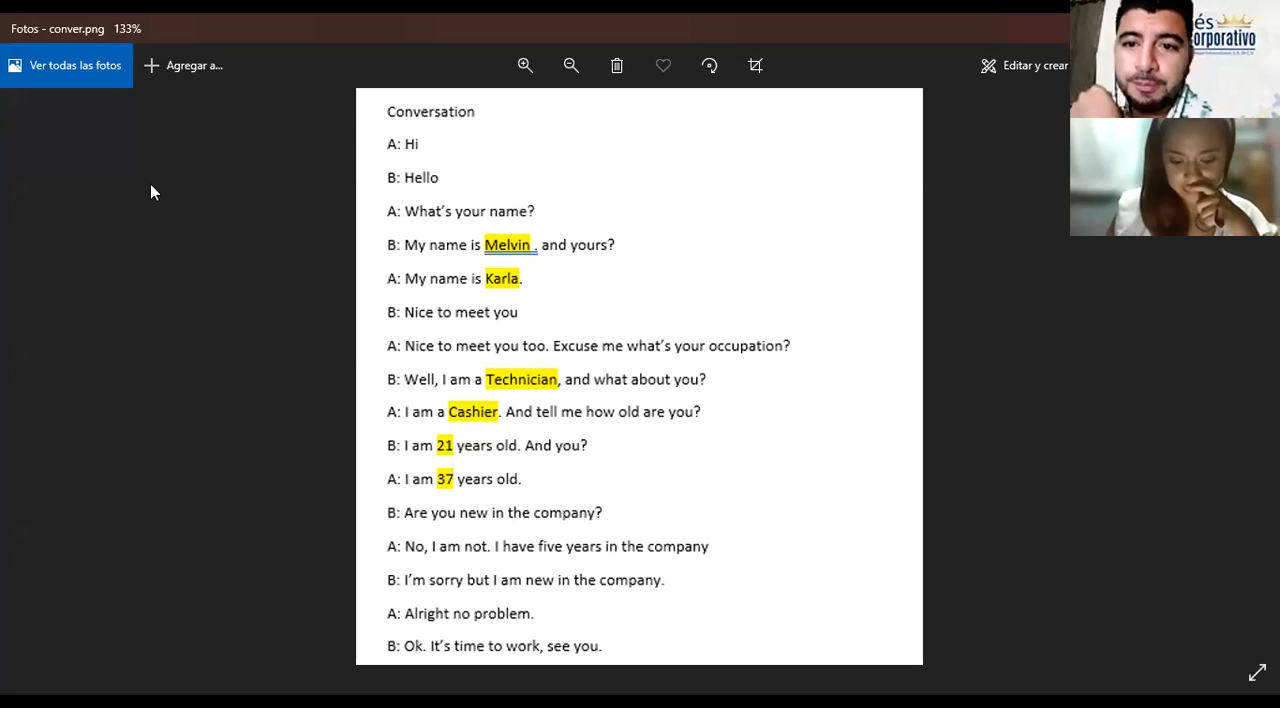 Fotos - conver.png 133%
Ver todas las fotos
Agregar a...
Editar y crear
Conversation
A: Hi
B: Hello
A: What's your name?
B: My name is Melvin . and yours?
A: My name is Karla.
B: Nice to meet you
A: Nice to meet you too. Excuse me what's your occupation?
B: Well, I am a Technician, and what about you?
A: I am a Cashier. And tell me how old are you?
B: I am 21 years old. And you?
A: I am 37 years old.
B: Are you new in the company?
A: No, I am not. I have five years in the company
B: I'm sorry but I am new in the company.
A: Alright no problem.
B: Ok. It's time to work, see you.
és
orporativo